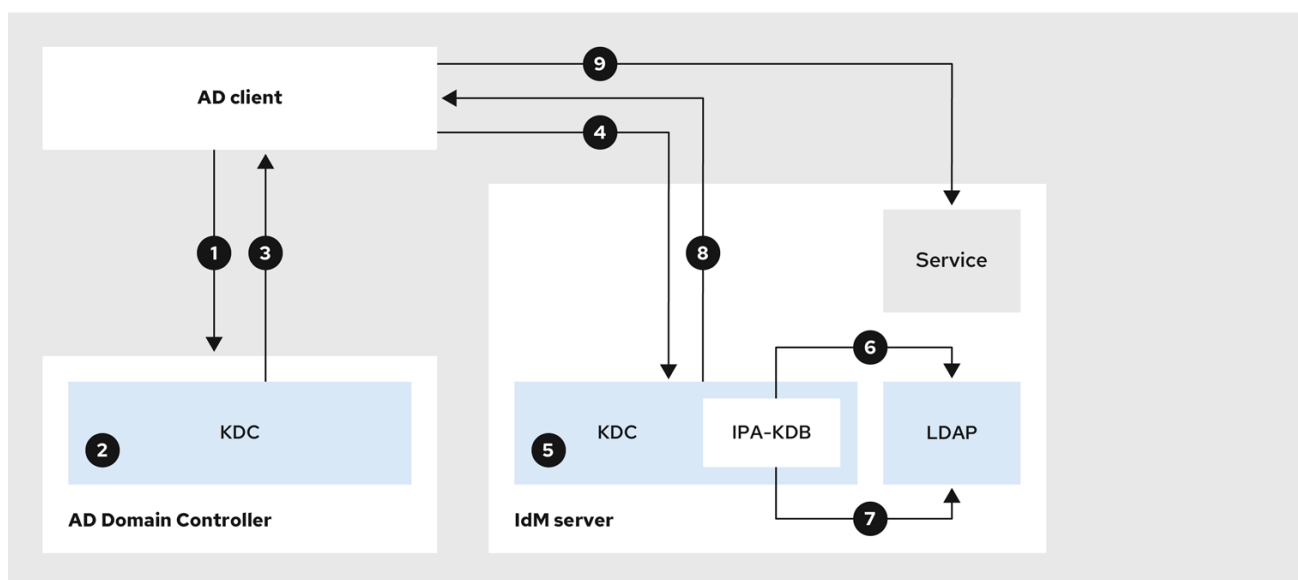 9
AD client
4
1
3
8
Service
6
2
KDC
5
KDC
IPA-KDB
LDAP
7
AD Domain Controller
IdM server